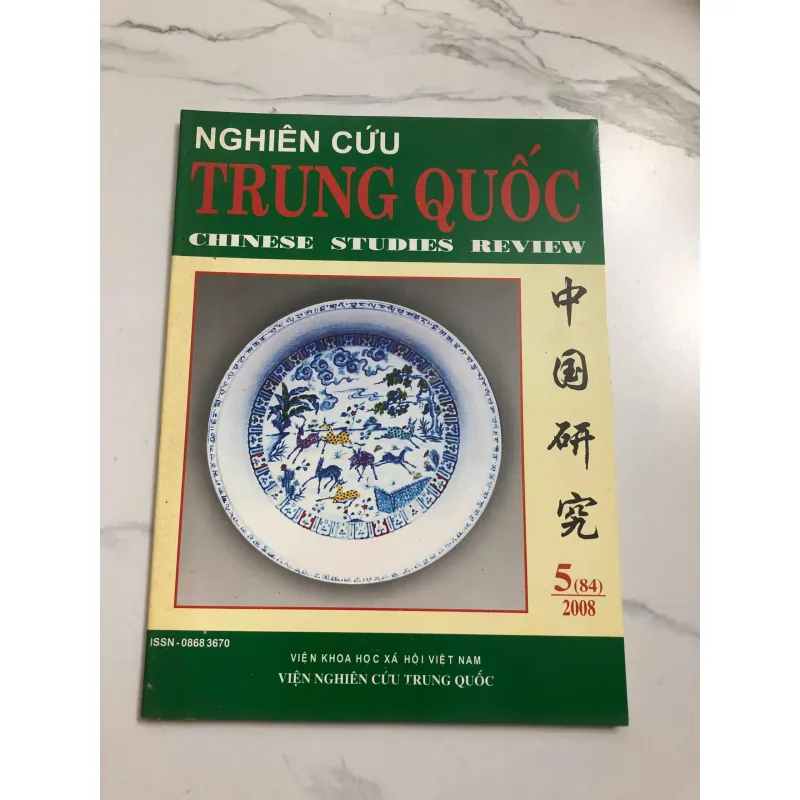 NGHIÊN CỨU
TRUNG QUỐC
CHINESE STUDIES REVIEW
中国研究
5(84)
2008
ISSN - 0868 3670
VIỆN KHOA HỌC XÃ HỘI VIỆT NAM
VIỆN NGHIÊN CỨU TRUNG QUỐC